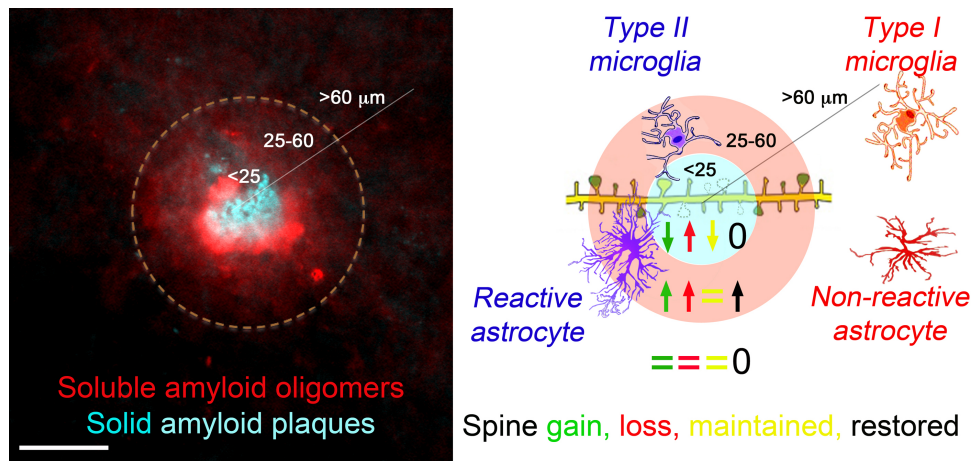 >60 μm
25-60
<25
Soluble amyloid oligomers
Solid amyloid plaques
Type II
microglia
Type I
microglia
>60 μm
25-60
<25
0
Reactive
astrocyte
=
Non-reactive
astrocyte
===0
Spine gain, loss, maintained, restored